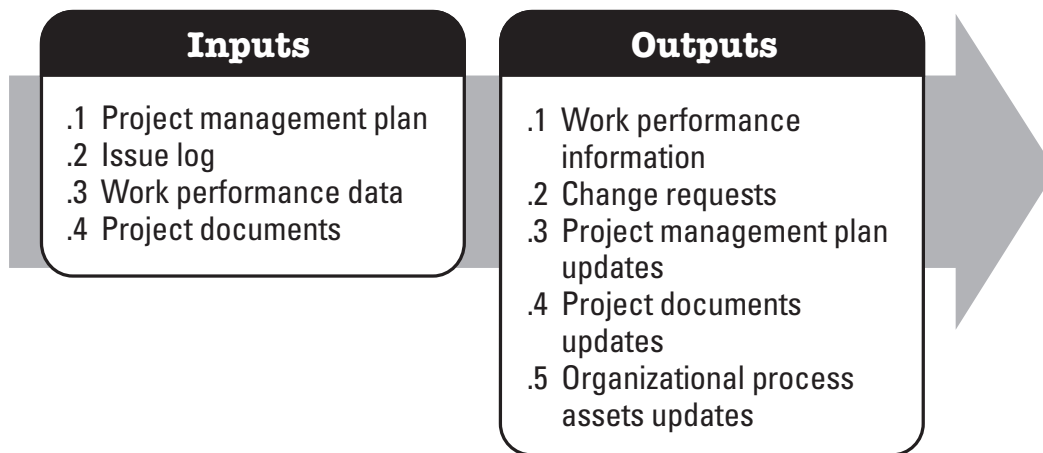 Inputs
.1 Project management plan
.2 Issue log
.3 Work performance data
.4 Project documents
Outputs
.1 Work performance
information
.2 Change requests
.3 Project management plan
updates
.4 Project documents
updates
.5 Organizational process
assets updates